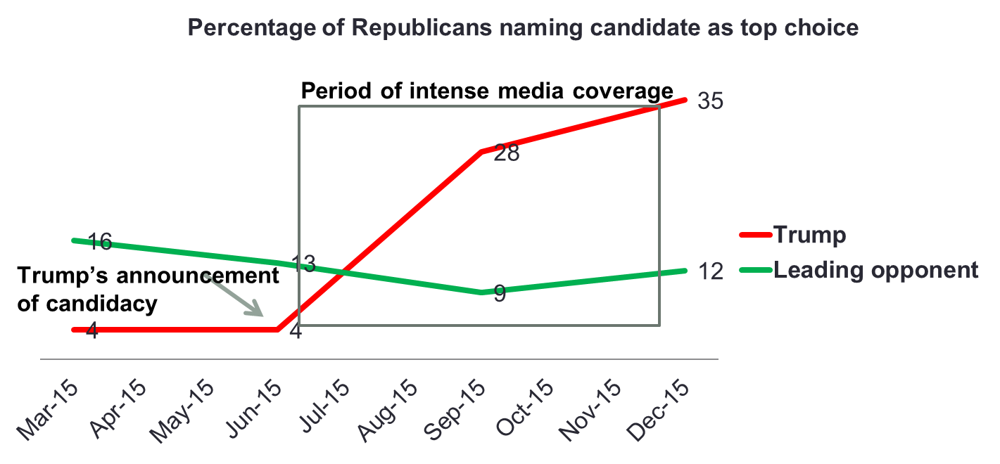 Percentage of Republicans naming candidate as top choice
Period of intense media coverage
35
28
16
13
Trump
Trump’s announcement
of candidacy
12
Leading opponent
9
4
4
Mar-15
Apr-15
May-15
Jun-15
Jul-15
Aug-15
Sep-15
Oct-15
Nov-15
Dec-15